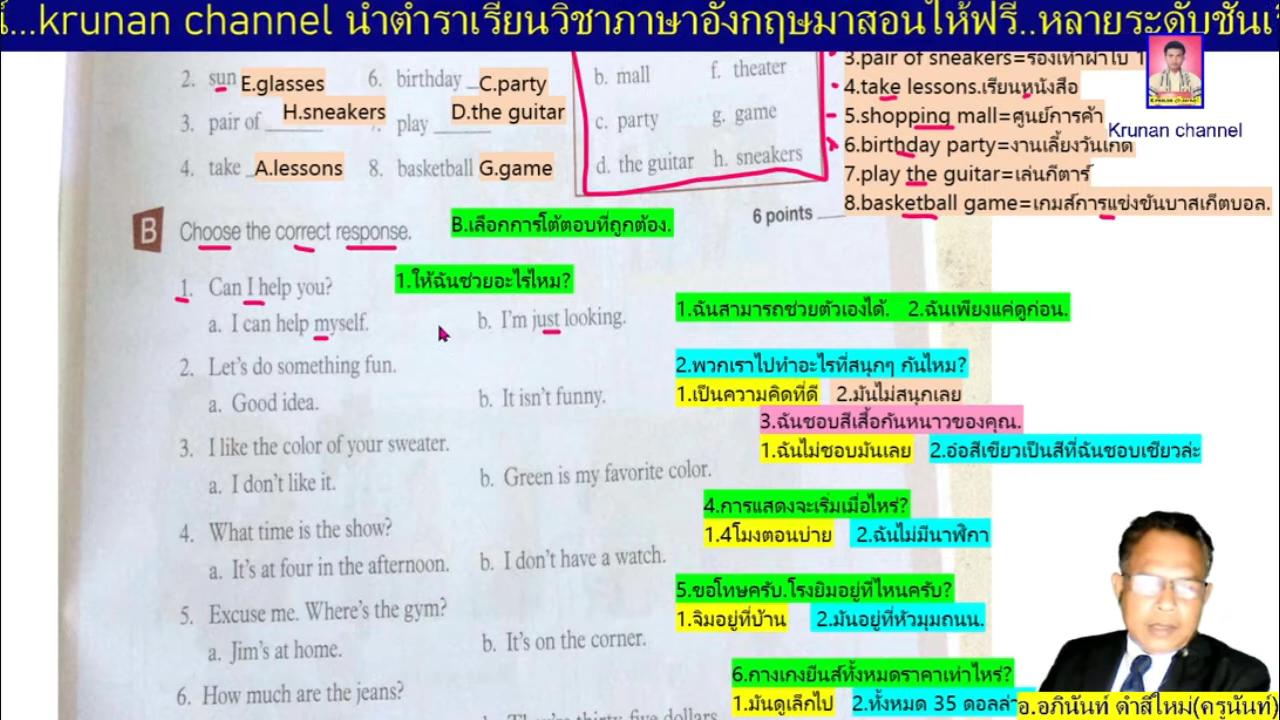 ...krunan channel นำตำราเรียนวิชาภาษาอังกฤษมาสอนให้ฟรี..หลายระดับชั้น
2. sun E.glasses 6. birthday C.party b. mall f. theater
3. pair of H.sneakers play D.the guitar c. party g. game
4. take A.lessons 8. basketball G.game d. the guitar h. sneakers
3.pair of sneakers=รองเท้าผ้าใบ 1
4.take lessons.เรียนหนังสือ
5.shopping mall=ศูนย์การค้า
Krunan channel
6.birthday party=งานเลี้ยงวันเกิด
7.play the guitar=เล่นกีตาร์
8.basketball game=เกมส์การแข่งขันบาสเก็ตบอล.
B Choose the correct response. B.เลือกการโต้ตอบที่ถูกต้อง. 6 points
1. Can I help you? 1.ให้ฉันช่วยอะไรไหม?
a. I can help myself. b. I'm just looking. 1.ฉันสามารถช่วยตัวเองได้. 2.ฉันเพียงแค่ดูก่อน.
2. Let's do something fun. 2.พวกเราไปทำอะไรที่สนุกๆ กันไหม?
a. Good idea. b. It isn't funny. 1.เป็นความคิดที่ดี 2.มันไม่สนุกเลย
3. I like the color of your sweater. 3.ฉันชอบสีเสื้อกันหนาวของคุณ.
a. I don't like it. b. Green is my favorite color. 1.ฉันไม่ชอบมันเลย 2.อ๋อสีเขียวเป็นสีที่ฉันชอบเชียวล่ะ
4. What time is the show? 4.การแสดงจะเริ่มเมื่อไหร่?
a. It's at four in the afternoon. b. I don't have a watch. 1.4โมงตอนบ่าย 2.ฉันไม่มีนาฬิกา
5. Excuse me. Where's the gym? 5.ขอโทษครับ.โรงยิมอยู่ที่ไหนครับ?
a. Jim's at home. b. It's on the corner. 1.จิมอยู่ที่บ้าน 2.มันอยู่ที่หัวมุมถนน.
6. How much are the jeans? 6.กางเกงยีนส์ทั้งหมดราคาเท่าไหร่?
They're thirty-five dollars 1.มันดูเล็กไป 2.ทั้งหมด 35 ดอลล่า
อ.อภินันท์ ดำสีใหม่(ครูนันท์)